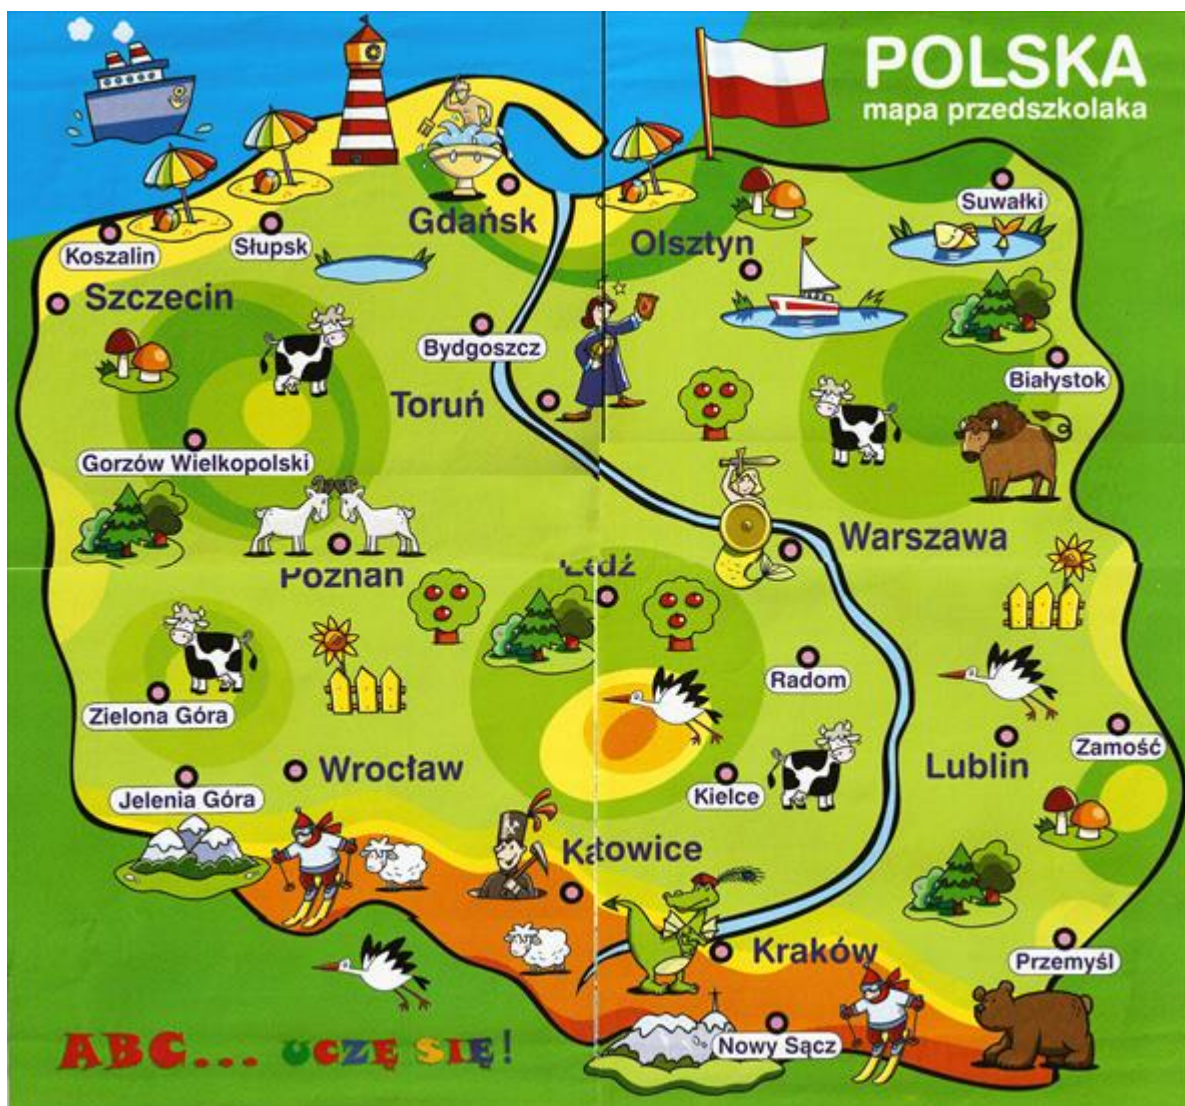 POLSKA
mapa przedszkolaka
Suwałki
Gdańsk
Koszalin
Słupsk
Olsztyn
Szczecin
Bydgoszcz
Białystok
Toruń
Gorzów Wielkopolski
Warszawa
Poznań
Łódź
Radom
Zielona Góra
Zamość
Wrocław
Lublin
Jelenia Góra
Kielce
Katowice
Kraków
Przemyśl
Nowy Sącz
ABC... UCZĘ SIĘ!